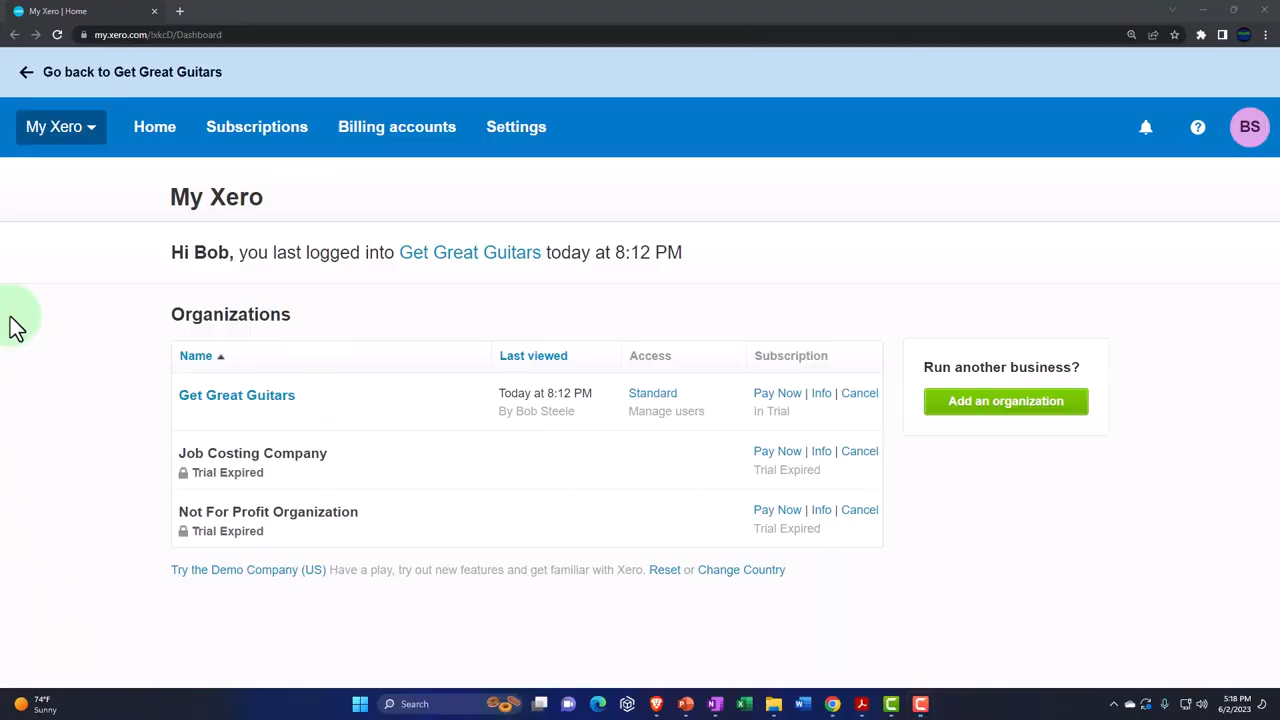 My Xero | Home
my.xero.com/!xkcD/Dashboard
Go back to Get Great Guitars
My Xero Home Subscriptions Billing accounts Settings BS
My Xero
Hi Bob, you last logged into Get Great Guitars today at 8:12 PM
Organizations
Name Last viewed Access Subscription
Get Great Guitars Today at 8:12 PM Standard Pay Now | Info | Cancel
By Bob Steele Manage users In Trial
Job Costing Company Pay Now | Info | Cancel
Trial Expired Trial Expired
Not For Profit Organization Pay Now | Info | Cancel
Trial Expired Trial Expired
Run another business?
Add an organization
Try the Demo Company (US) Have a play, try out new features and get familiar with Xero. Reset or Change Country
74°F
Sunny
Search
5:18 PM
6/2/2023